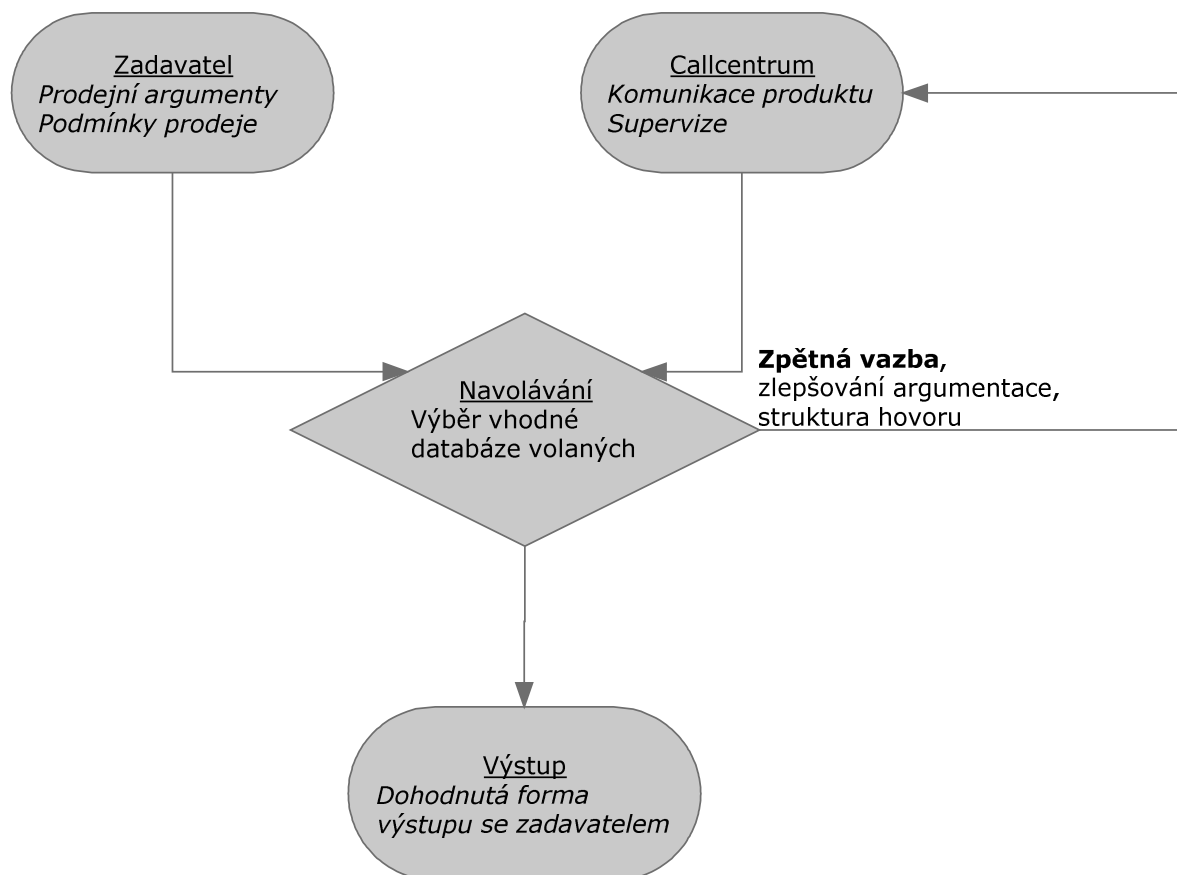 Zadavatel
Prodejní argumenty
Podmínky prodeje
Callcentrum
Komunikace produktu
Supervize
Zpětná vazba,
zlepšování argumentace,
struktura hovoru
Navolávání
Výběr vhodné
databáze volaných
Výstup
Dohodnutá forma
výstupu se zadavatelem